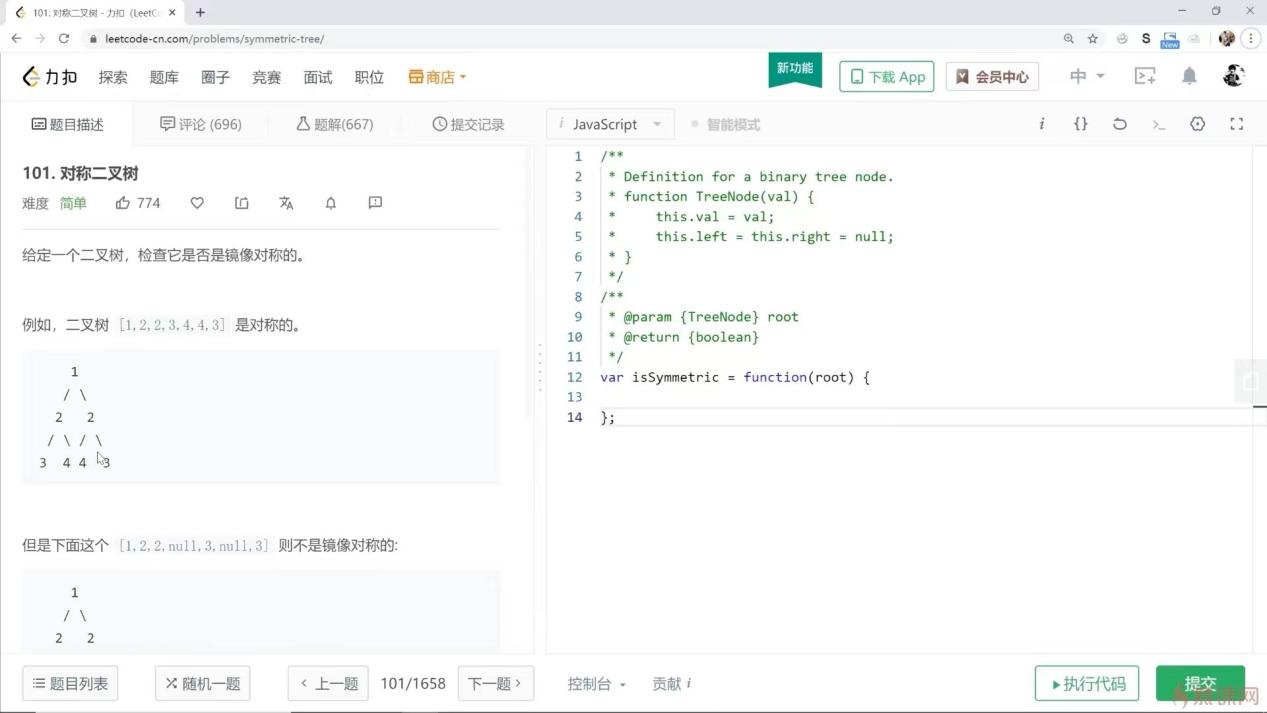 101. 对称二叉树 - 力扣 (LeetC
leetcode-cn.com/problems/symmetric-tree/
S
New
力扣 探索 题库 圈子 竞赛 面试 职位 商店
新功能
下载 App 会员中心 中
题目描述 评论 (696) 题解(667) 提交记录
i JavaScript 智能模式 i {} >_
101. 对称二叉树
难度 简单 774
给定一个二叉树，检查它是否是镜像对称的。
例如，二叉树 [1,2,2,3,4,4,3] 是对称的。
1
/ \
2 2
/ \ / \
3 4 4 3
但是下面这个 [1,2,2,null,3,null,3] 则不是镜像对称的:
1
/ \
2 2
1 /**
2 * Definition for a binary tree node.
3 * function TreeNode(val) {
4 *     this.val = val;
5 *     this.left = this.right = null;
6 * }
7 */
8 /**
9 * @param {TreeNode} root
10 * @return {boolean}
11 */
12 var isSymmetric = function(root) {
13
14 };
题目列表 随机一题 < 上一题 101/1658 下一题 > 控制台 贡献 i 执行代码 提交